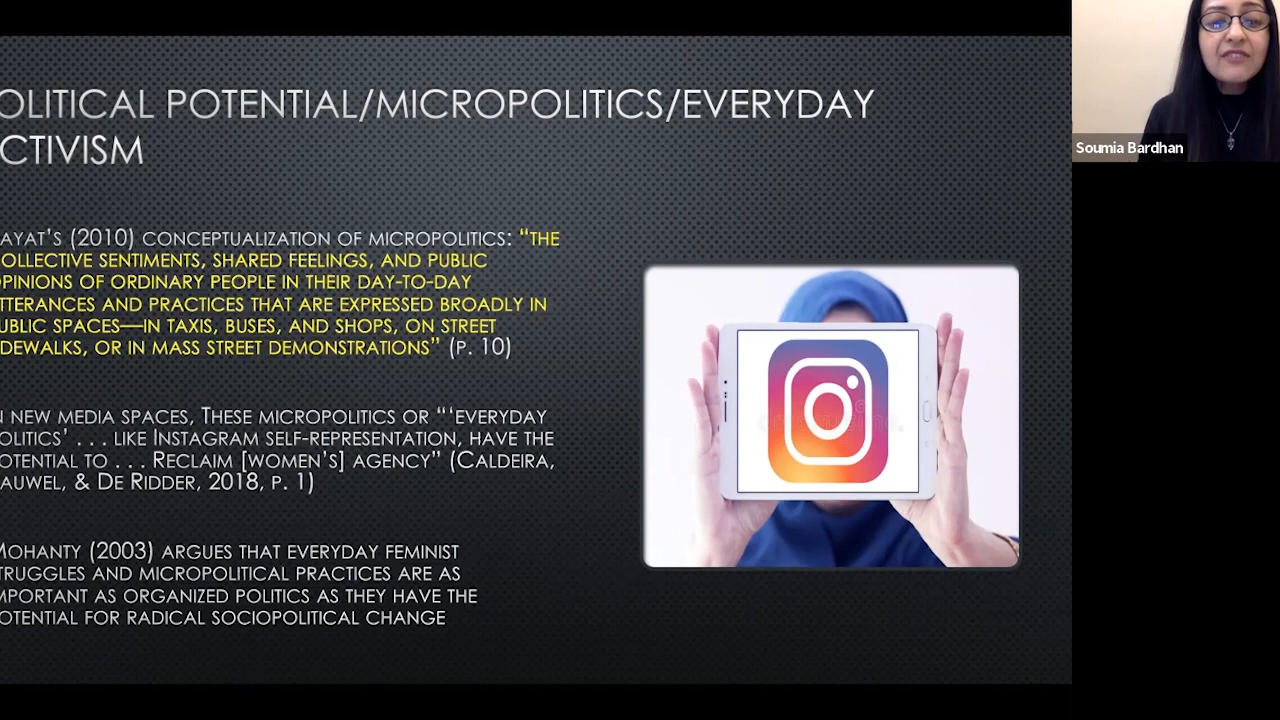 OLITICAL POTENTIAL/MICROPOLITICS/EVERYDAY
CTIVISM
AYAT'S (2010) CONCEPTUALIZATION OF MICROPOLITICS: “THE
OLLECTIVE SENTIMENTS, SHARED FEELINGS, AND PUBLIC
PINIONS OF ORDINARY PEOPLE IN THEIR DAY-TO-DAY
TTERANCES AND PRACTICES THAT ARE EXPRESSED BROADLY IN
UBLIC SPACES—IN TAXIS, BUSES, AND SHOPS, ON STREET
DEWALKS, OR IN MASS STREET DEMONSTRATIONS” (P. 10)
N NEW MEDIA SPACES, THESE MICROPOLITICS OR “‘EVERYDAY
OLITICS’ . . . LIKE INSTAGRAM SELF-REPRESENTATION, HAVE THE
OTENTIAL TO . . . RECLAIM [WOMEN'S] AGENCY” (CALDEIRA,
AUWEL, & DE RIDDER, 2018, P. 1)
MOHANTY (2003) ARGUES THAT EVERYDAY FEMINIST
TRUGGLES AND MICROPOLITICAL PRACTICES ARE AS
MPORTANT AS ORGANIZED POLITICS AS THEY HAVE THE
OTENTIAL FOR RADICAL SOCIOPOLITICAL CHANGE
Soumia Bardhan